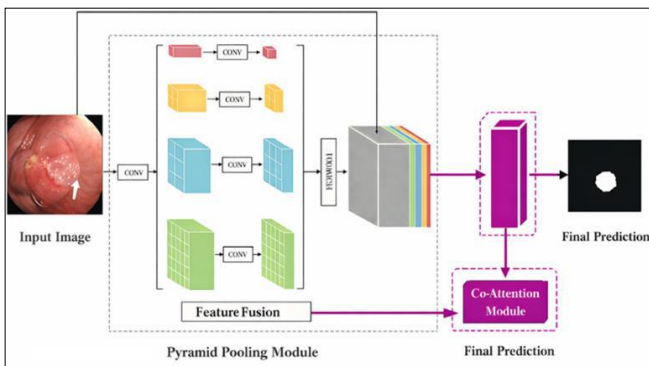 CONV
CONV
CONV
CONV
CONV
Input Image
Feature Fusion
Pyramid Pooling Module
Co-Attention
Module
Final Prediction
Final Prediction